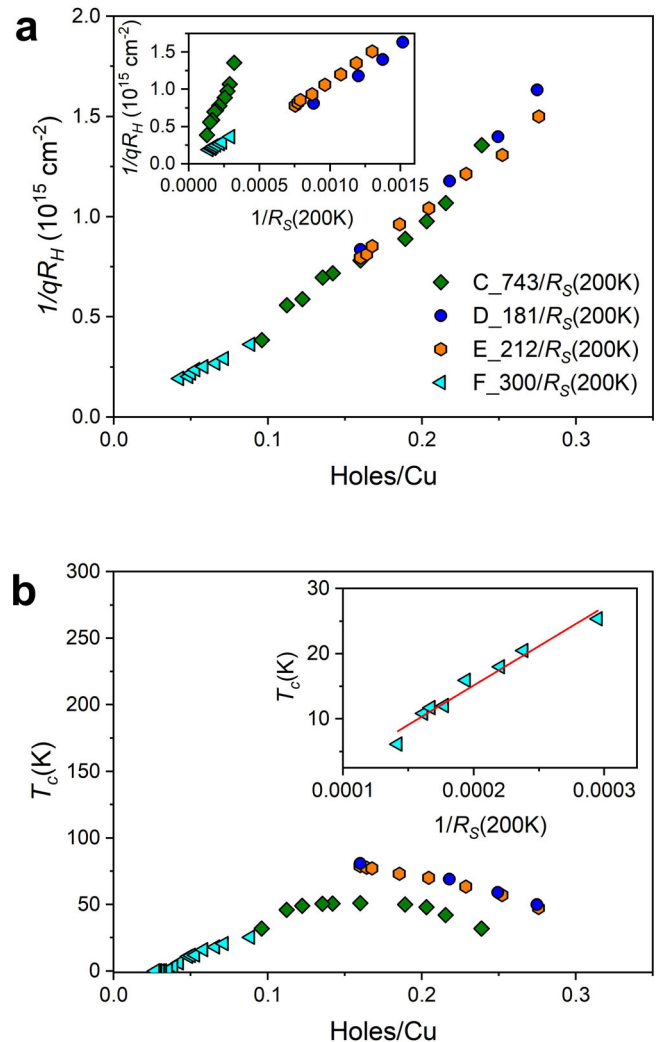 a
2.0
1.5
1.0
0.5
0.0
1/qR_H (10^15 cm^-2)
0.0 0.1 0.2 0.3
Holes/Cu
1.5
1.0
0.5
0.0
1/qR_H (10^15 cm^-2)
0.0000 0.0005 0.0010 0.0015
1/R_S(200K)
C_743/R_S(200K)
D_181/R_S(200K)
E_212/R_S(200K)
F_300/R_S(200K)
b
300
250
200
150
100
50
0
T_c(K)
0.0 0.1 0.2 0.3
Holes/Cu
30
20
10
T_c(K)
0.0001 0.0002 0.0003
1/R_S(200K)